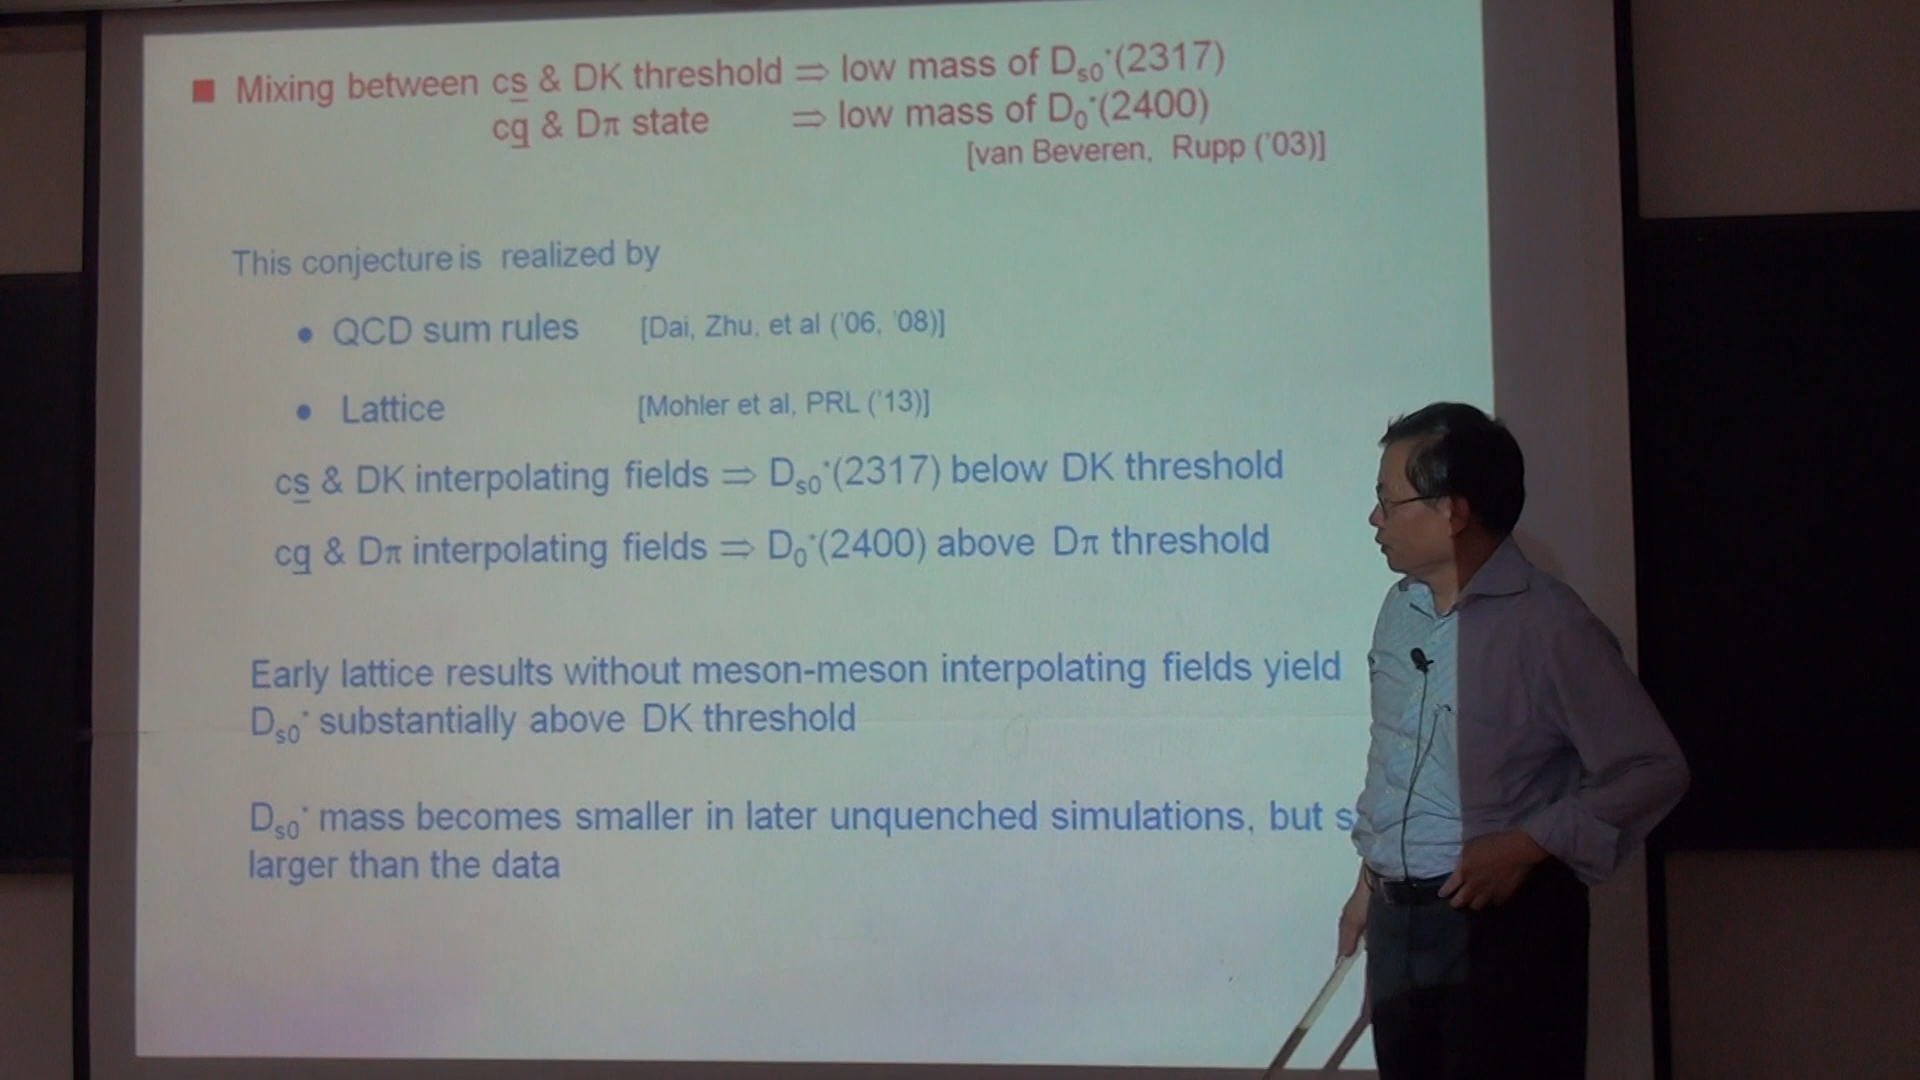 ■ Mixing between cs̲ & DK threshold ⇒ low mass of Ds0*(2317)
cq̲ & Dπ state ⇒ low mass of D0*(2400)
[van Beveren, Rupp ('03)]
This conjecture is realized by
• QCD sum rules [Dai, Zhu, et al ('06, '08)]
• Lattice [Mohler et al, PRL ('13)]
cs̲ & DK interpolating fields ⇒ Ds0*(2317) below DK threshold
cq̲ & Dπ interpolating fields ⇒ D0*(2400) above Dπ threshold
Early lattice results without meson-meson interpolating fields yield
Ds0* substantially above DK threshold
Ds0* mass becomes smaller in later unquenched simulations, but
larger than the data